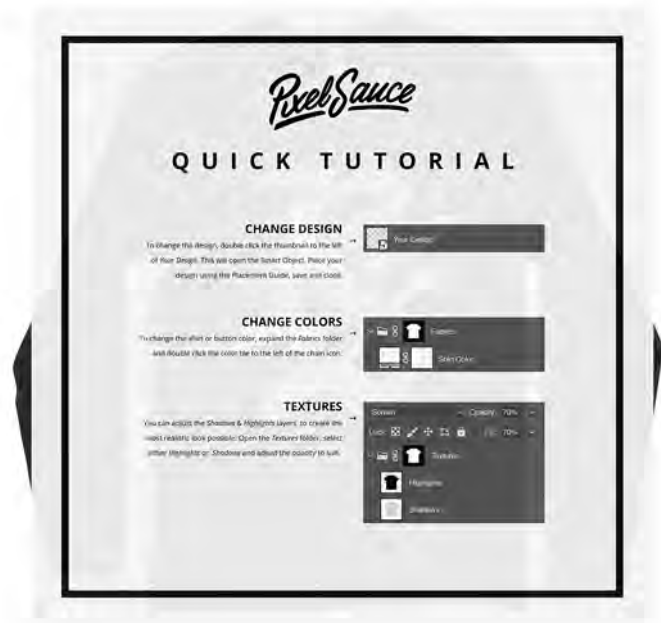 PixelSauce
QUICK TUTORIAL
CHANGE DESIGN
To change the design, double click the thumbnail to the left
of Your Design. This will open the Smart Object. Place your
design using the Placement Guide, save and close.
Your Design
CHANGE COLORS
To change the shirt or button color, expand the Fabrics folder
and double click the color tile to the left of the chain icon.
Fabrics
Shirt Color
TEXTURES
You can adjust the Shadows & Highlights layers, to create the
most realistic look possible. Open the Textures folder, select
either Highlights or Shadows and adjust the opacity to suit.
Screen Opacity: 70%
Lock: Fill: 70%
Textures
Highlights
Shadows